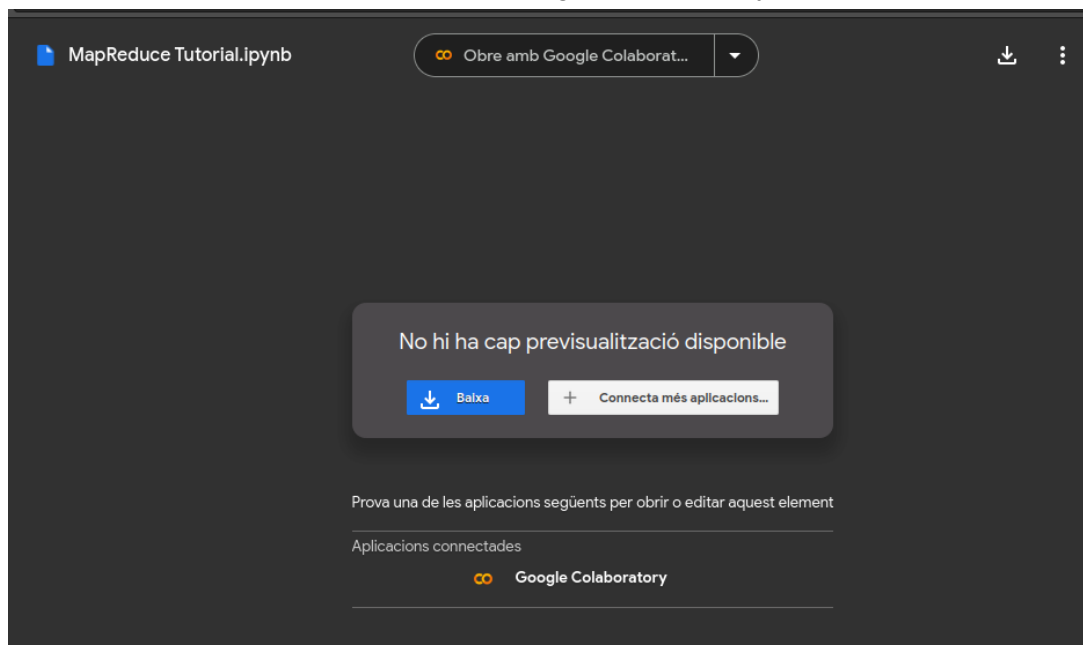 MapReduce Tutorial.ipynb
Obre amb Google Colaborat...
No hi ha cap previsualització disponible
Baixa
Connecta més aplicacions...
Prova una de les aplicacions següents per obrir o editar aquest element
Aplicacions connectades
Google Colaboratory